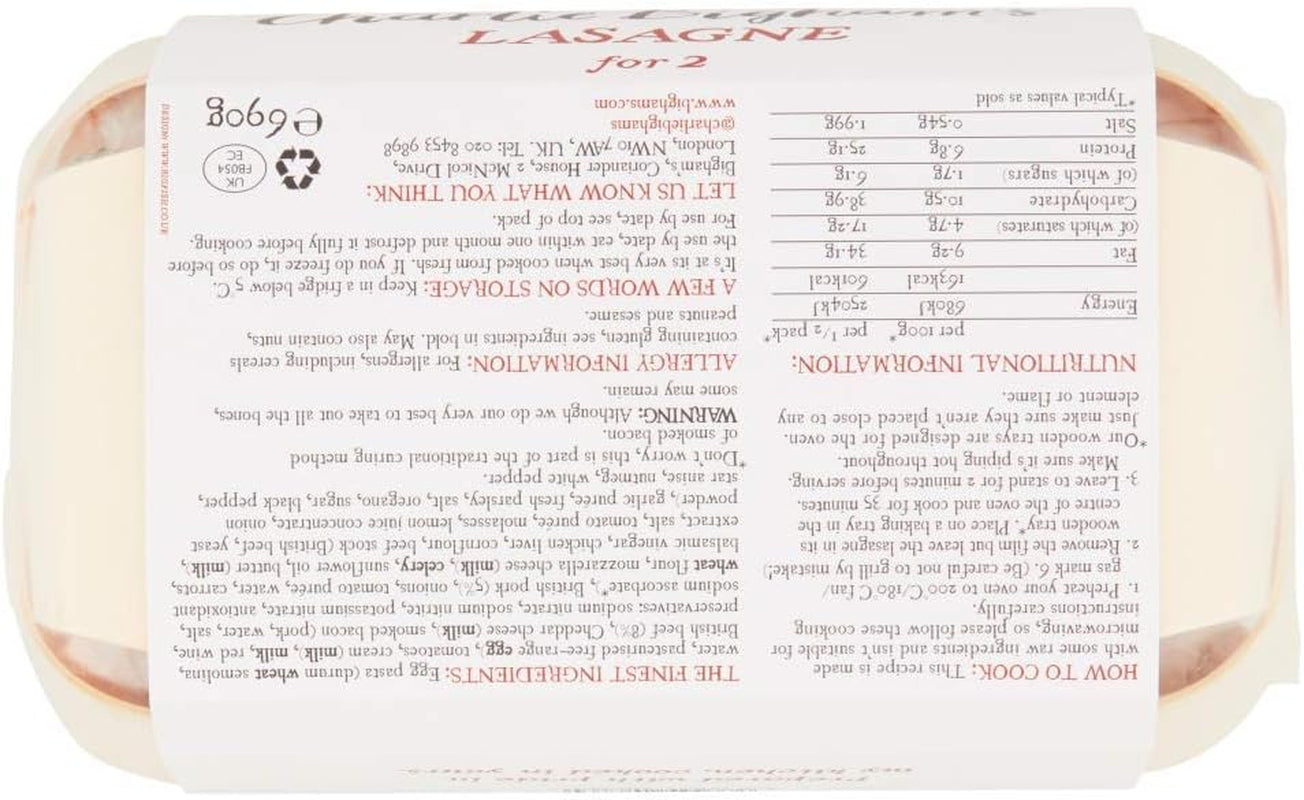 Charlie Bigham's
LASAGNE
for 2
Prepared with pride in
my kitchen, cooked in yours
HOW TO COOK: This recipe is made
with some raw ingredients and isn't suitable for
microwaving, so please follow these cooking
instructions carefully.
1. Preheat your oven to 200°C/180°C fan/
gas mark 6. (Be careful not to grill by mistake!)
2. Remove the film but leave the lasagne in its
wooden tray*. Place on a baking tray in the
centre of the oven and cook for 35 minutes.
3. Leave to stand for 2 minutes before serving.
Make sure it's piping hot throughout.
*Our wooden trays are designed for the oven.
Just make sure they aren't placed close to any
element or flame.
NUTRITIONAL INFORMATION:
per 100g* per 1/2 pack*
Energy 680kJ 2504kJ
163kcal 601kcal
Fat 9.2g 34.1g
(of which saturates) 4.7g 17.2g
Carbohydrate 10.5g 38.9g
(of which sugars) 1.7g 6.1g
Protein 6.8g 25.1g
Salt 0.54g 1.99g
*Typical values as sold
THE FINEST INGREDIENTS: Egg pasta (durum wheat semolina,
water, pasteurised free-range egg), tomatoes, cream (milk), milk, red wine,
British beef (8%), Cheddar cheese (milk), smoked bacon (pork, water, salt,
preservatives: sodium nitrate, sodium nitrite, potassium nitrate, antioxidant
sodium ascorbate*), British pork (5%), onions, tomato purée, water, carrots,
wheat flour, mozzarella cheese (milk), celery, sunflower oil, butter (milk),
balsamic vinegar, chicken liver, cornflour, beef stock (British beef, yeast
extract, salt, tomato purée, molasses, lemon juice concentrate, onion
powder), garlic purée, fresh parsley, salt, oregano, sugar, black pepper,
star anise, nutmeg, white pepper.
*Don't worry, this is part of the traditional curing method
of smoked bacon.
WARNING: Although we do our very best to take out all the bones,
some may remain.
ALLERGY INFORMATION: For allergens, including cereals
containing gluten, see ingredients in bold. May also contain nuts,
peanuts and sesame.
A FEW WORDS ON STORAGE: Keep in a fridge below 5°C.
It's at its very best when cooked from fresh. If you do freeze it, do so before
the use by date, eat within one month and defrost it fully before cooking.
For use by date, see top of pack.
LET US KNOW WHAT YOU THINK:
Bigham's, Coriander House, 2 McNicol Drive,
London, NW10 7AW, UK. Tel: 020 8453 9898
@charliebighams
www.bighams.com
UK
FB054
EC
℮690g